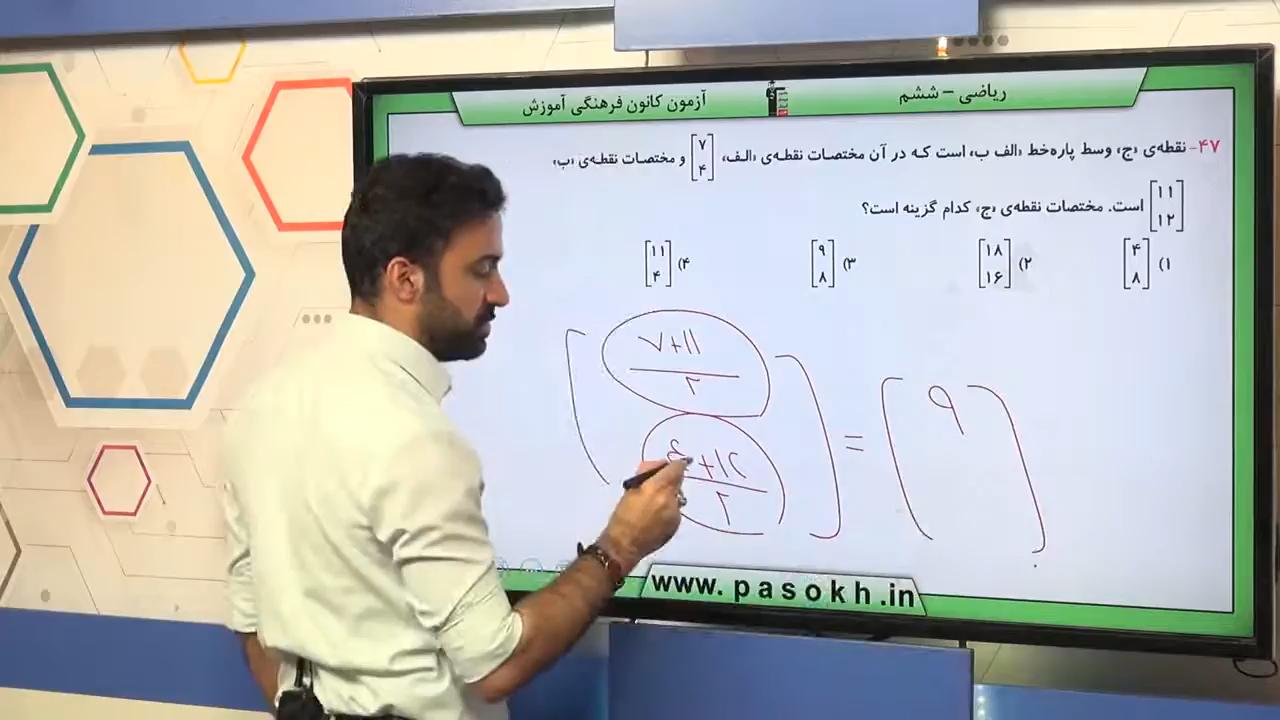 ریاضی – ششم
آزمون کانون فرهنگی آموزش
۴۷- نقطه‌ی «ج» وسط پاره‌خط «الف ب» است که در آن مختصات نقطه‌ی «الف» [۷ ۴] و مختصات نقطه‌ی «ب»
[۱۱ ۱۲] است. مختصات نقطه‌ی «ج» کدام گزینه است؟
۱) [۴ ۸] ۲) [۱۸ ۱۶] ۳) [۹ ۸] ۴) [۱۱ ۴]
[۷+۱۱ / ۲] = [۹]
[۴+۱۲ / ۲]
www.pasokh.in